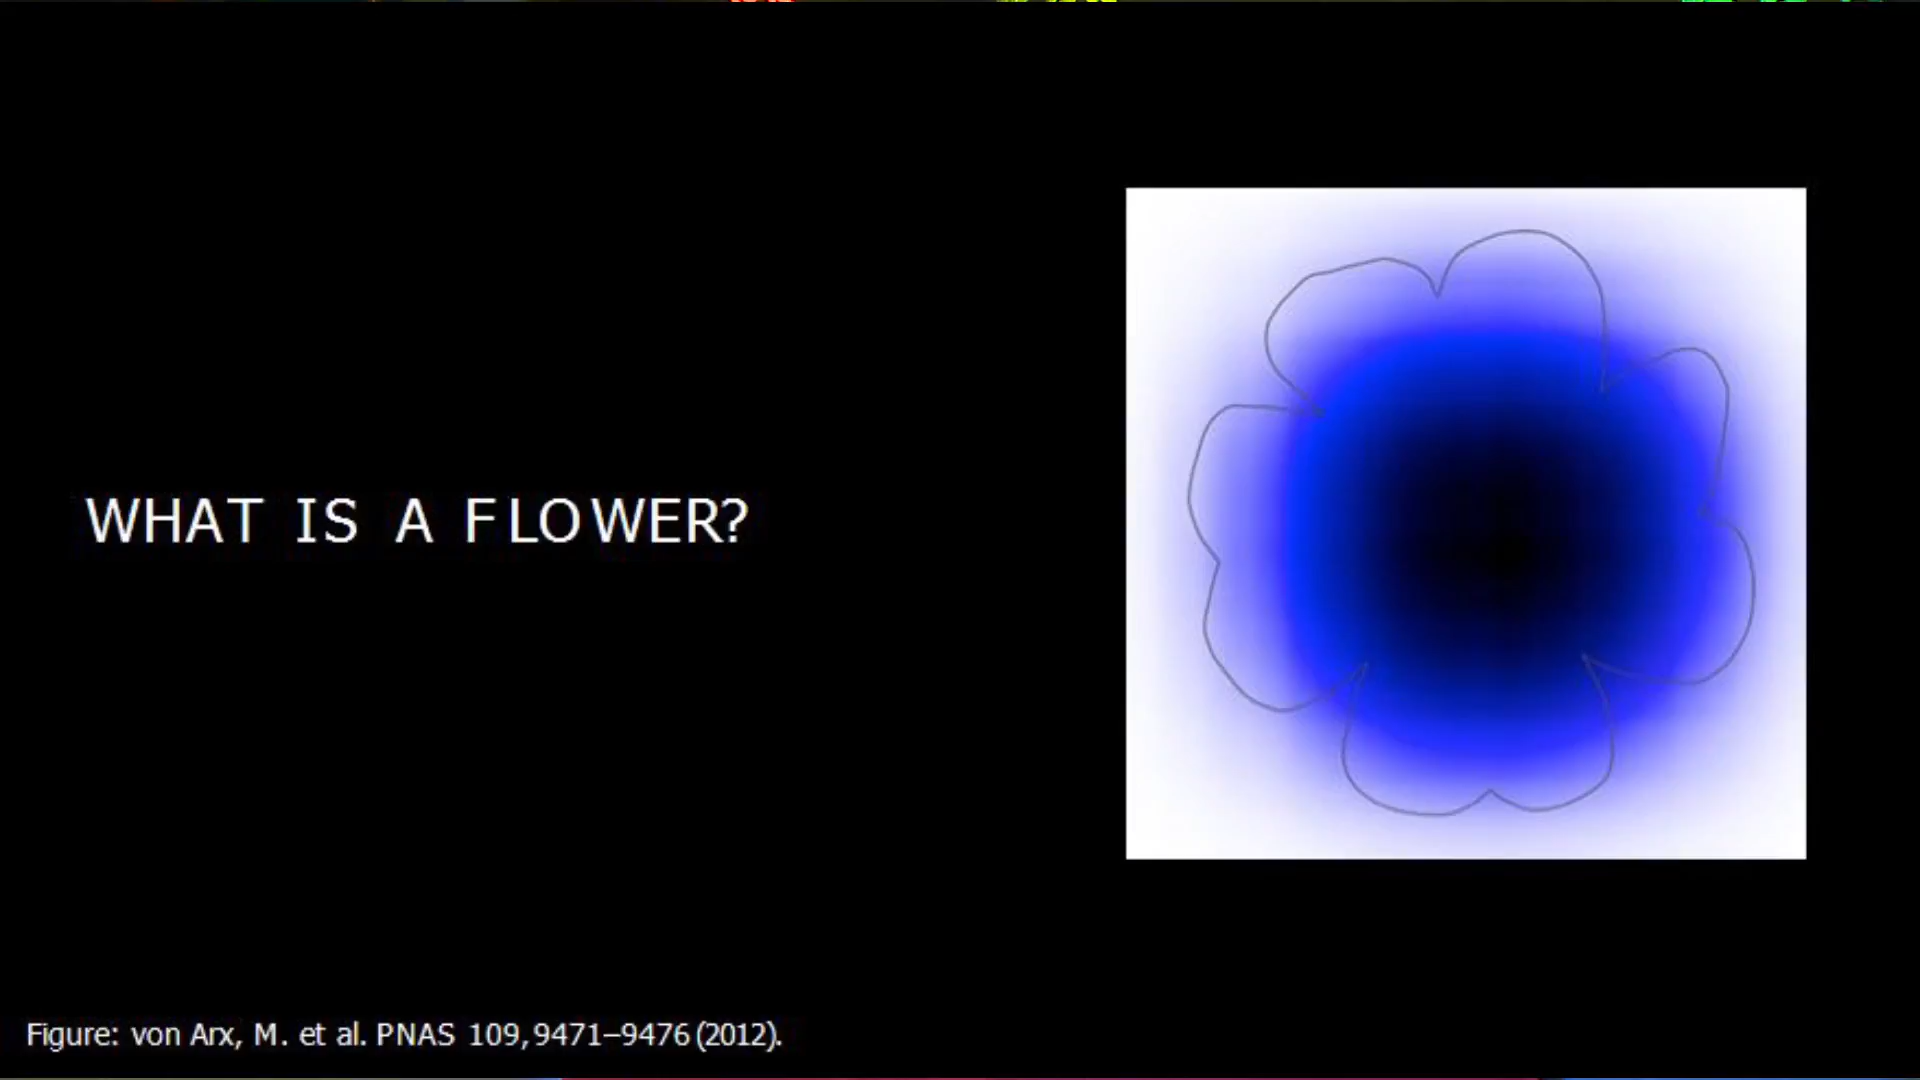 WHAT IS A FLOWER?
Figure: von Arx, M. et al. PNAS 109, 9471–9476 (2012).